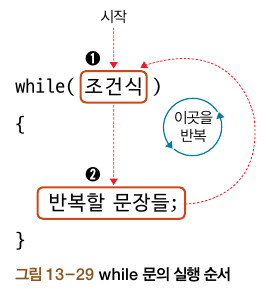 시작
❶
while( 조건식 )
{
이곳을
반복
❷
반복할 문장들;
}
그림 13-29 while 문의 실행 순서